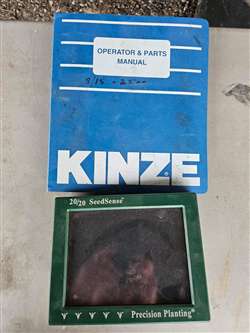 OPERATOR & PARTS
MANUAL
KINZE®
20/20 SeedSense®
Precision Planting®